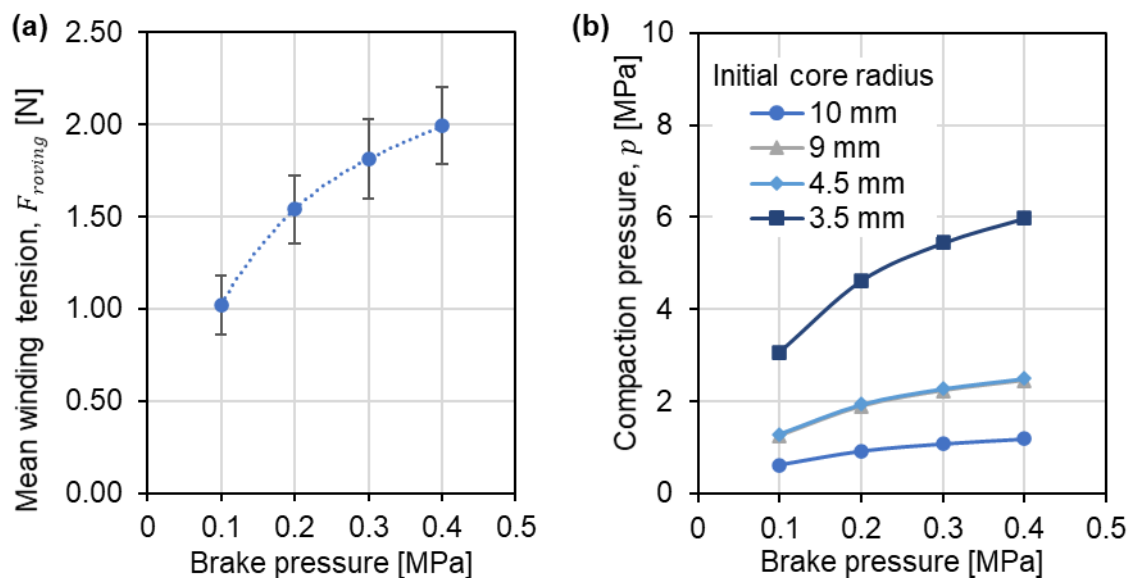 (a)
Mean winding tension, F_roving [N]
2.50
2.00
1.50
1.00
0.50
0.00
0 0.1 0.2 0.3 0.4 0.5
Brake pressure [MPa]
(b)
Compaction pressure, p [MPa]
10
8
6
4
2
0
Initial core radius
10 mm
9 mm
4.5 mm
3.5 mm
0 0.1 0.2 0.3 0.4 0.5
Brake pressure [MPa]